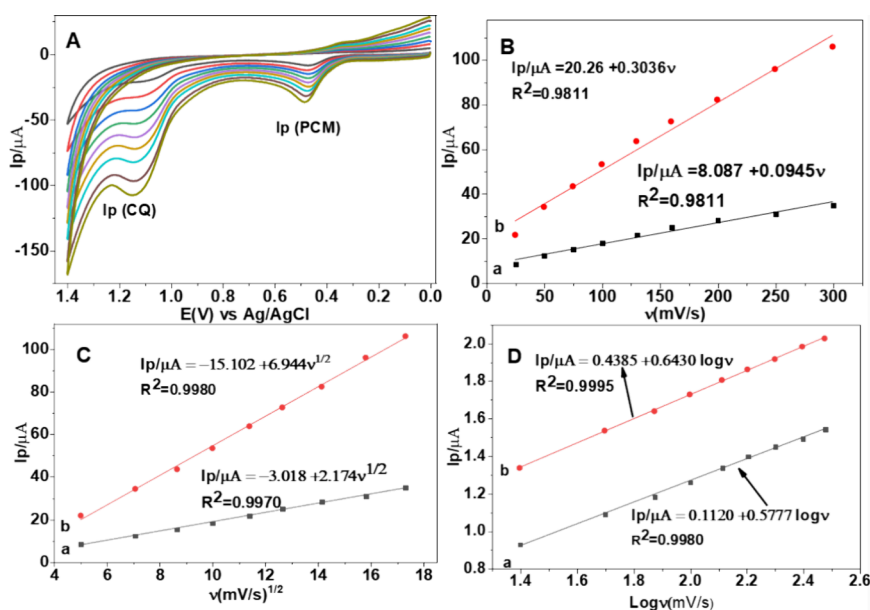 A
0
-50
-100
-150
Ip/μA
Ip (PCM)
Ip (CQ)
1.4 1.2 1.0 0.8 0.6 0.4 0.2 0.0
E(V) vs Ag/AgCl
B
Ip/μA =20.26 +0.3036ν
R²=0.9811
Ip/μA =8.087 +0.0945ν
R²=0.9811
b
a
120
100
80
60
40
20
0
Ip/μA
0 50 100 150 200 250 300
ν(mV/s)
C
Ip/μA = −15.102 +6.944ν^1/2
R²=0.9980
Ip/μA = −3.018 +2.174ν^1/2
R²=0.9970
b
a
100
80
60
40
20
0
Ip/μA
4 6 8 10 12 14 16 18
ν(mV/s)^1/2
D
Ip/μA = 0.4385 +0.6430 logν
R²=0.9995
Ip/μA = 0.1120 +0.5777 logν
R²=0.9980
b
a
2.0
1.8
1.6
1.4
1.2
1.0
0.8
Ip/μA
1.4 1.6 1.8 2.0 2.2 2.4 2.6
Logν(mV/s)